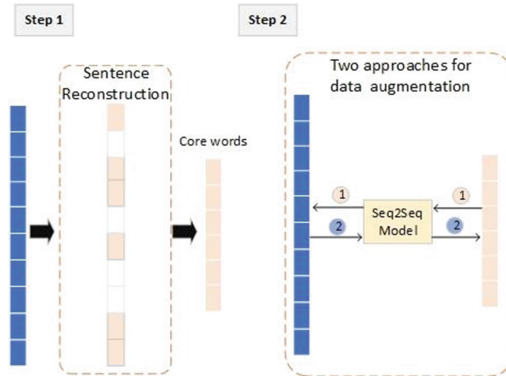 Step 1
Step 2
Sentence
Reconstruction
Core words
Two approaches for
data augmentation
1
1
Seq2Seq
Model
2
2